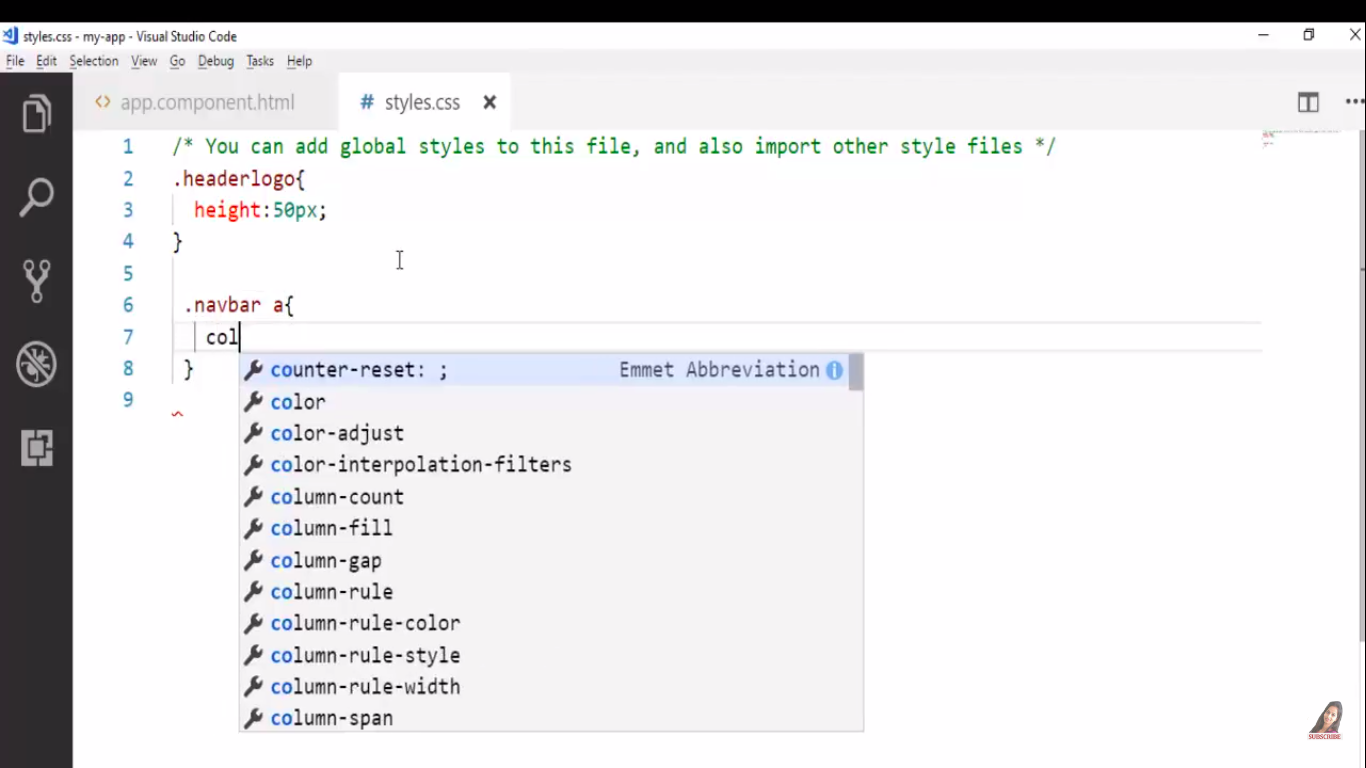 styles.css - my-app - Visual Studio Code
File Edit Selection View Go Debug Tasks Help
<> app.component.html # styles.css
1 /* You can add global styles to this file, and also import other style files */
2 .headerlogo{
3 height:50px;
4 }
5
6 .navbar a{
7 col
8 }
9
counter-reset: ; Emmet Abbreviation
color
color-adjust
color-interpolation-filters
column-count
column-fill
column-gap
column-rule
column-rule-color
column-rule-style
column-rule-width
column-span
SUBSCRIBE